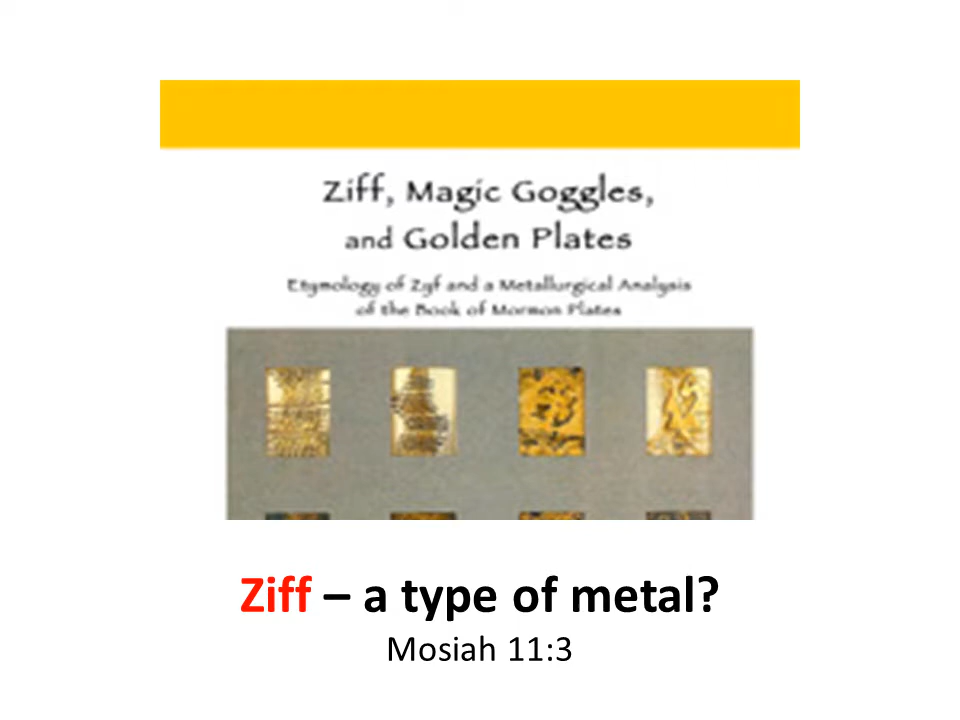 Ziff, Magic Goggles,
and Golden Plates
Etymology of Zyf and a Metallurgical Analysis
of the Book of Mormon Plates
Ziff – a type of metal?
Mosiah 11:3